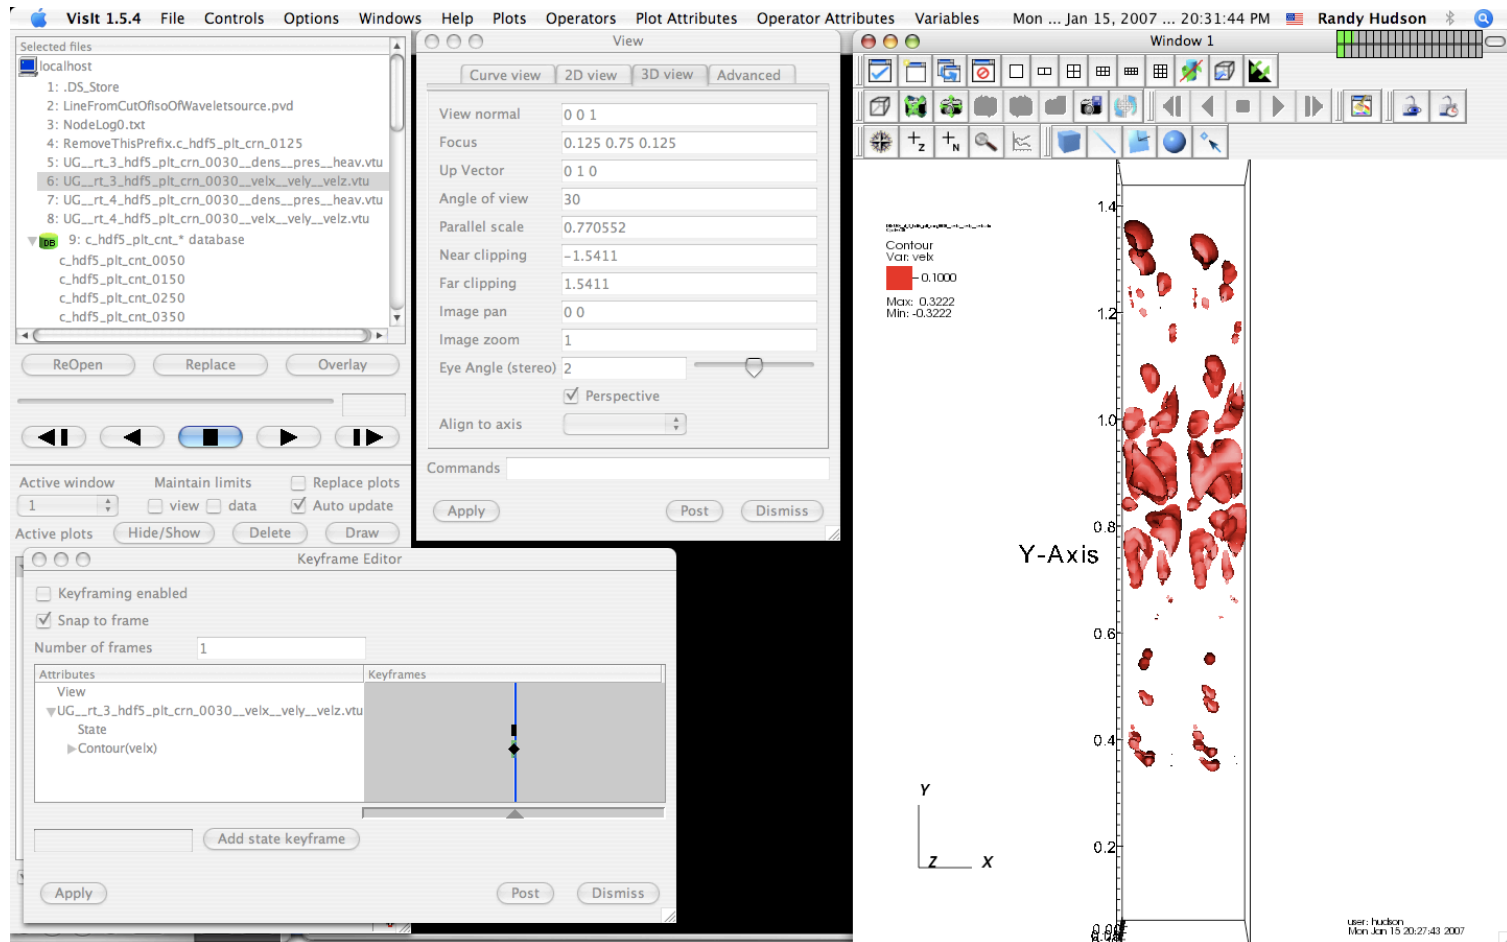 VisIt 1.5.4 File Controls Options Windows Help Plots Operators Plot Attributes Operator Attributes Variables Mon ... Jan 15, 2007 ... 20:31:44 PM Randy Hudson
Selected files
localhost
1: .DS_Store
2: LineFromCutOfIsoOfWaveletsource.pvd
3: NodeLog0.txt
4: RemoveThisPrefix.c_hdf5_plt_crn_0125
5: UG__rt_3_hdf5_plt_crn_0030__dens__pres__heav.vtu
6: UG__rt_3_hdf5_plt_crn_0030__velx__vely__velz.vtu
7: UG__rt_4_hdf5_plt_crn_0030__dens__pres__heav.vtu
8: UG__rt_4_hdf5_plt_crn_0030__velx__vely__velz.vtu
DB 9: c_hdf5_plt_cnt_* database
c_hdf5_plt_cnt_0050
c_hdf5_plt_cnt_0150
c_hdf5_plt_cnt_0250
c_hdf5_plt_cnt_0350
ReOpen Replace Overlay
Active window Maintain limits Replace plots
1 view data Auto update
Active plots Hide/Show Delete Draw
View
Curve view 2D view 3D view Advanced
View normal 0 0 1
Focus 0.125 0.75 0.125
Up Vector 0 1 0
Angle of view 30
Parallel scale 0.770552
Near clipping -1.5411
Far clipping 1.5411
Image pan 0 0
Image zoom 1
Eye Angle (stereo) 2
Perspective
Align to axis
Commands
Apply Post Dismiss
Keyframe Editor
Keyframing enabled
Snap to frame
Number of frames 1
Attributes Keyframes
View
UG__rt_3_hdf5_plt_crn_0030__velx__vely__velz.vtu
State
Contour(velx)
Add state keyframe
Apply Post Dismiss
Window 1
+Z +N
Contour
Var: velx
0.1000
Max: 0.3222
Min: -0.3222
1.4
1.2
1.0
0.8
Y-Axis
0.6
0.4
0.2
Y
Z X
user: hudson
Mon Jan 15 20:27:43 2007